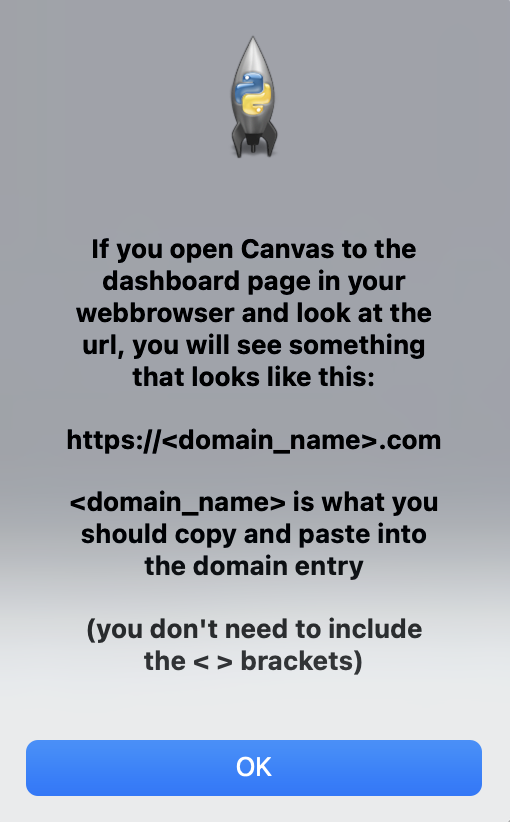 If you open Canvas to the
dashboard page in your
webbrowser and look at the
url, you will see something
that looks like this:
https://<domain_name>.com
<domain_name> is what you
should copy and paste into
the domain entry
(you don't need to include
the < > brackets)
OK